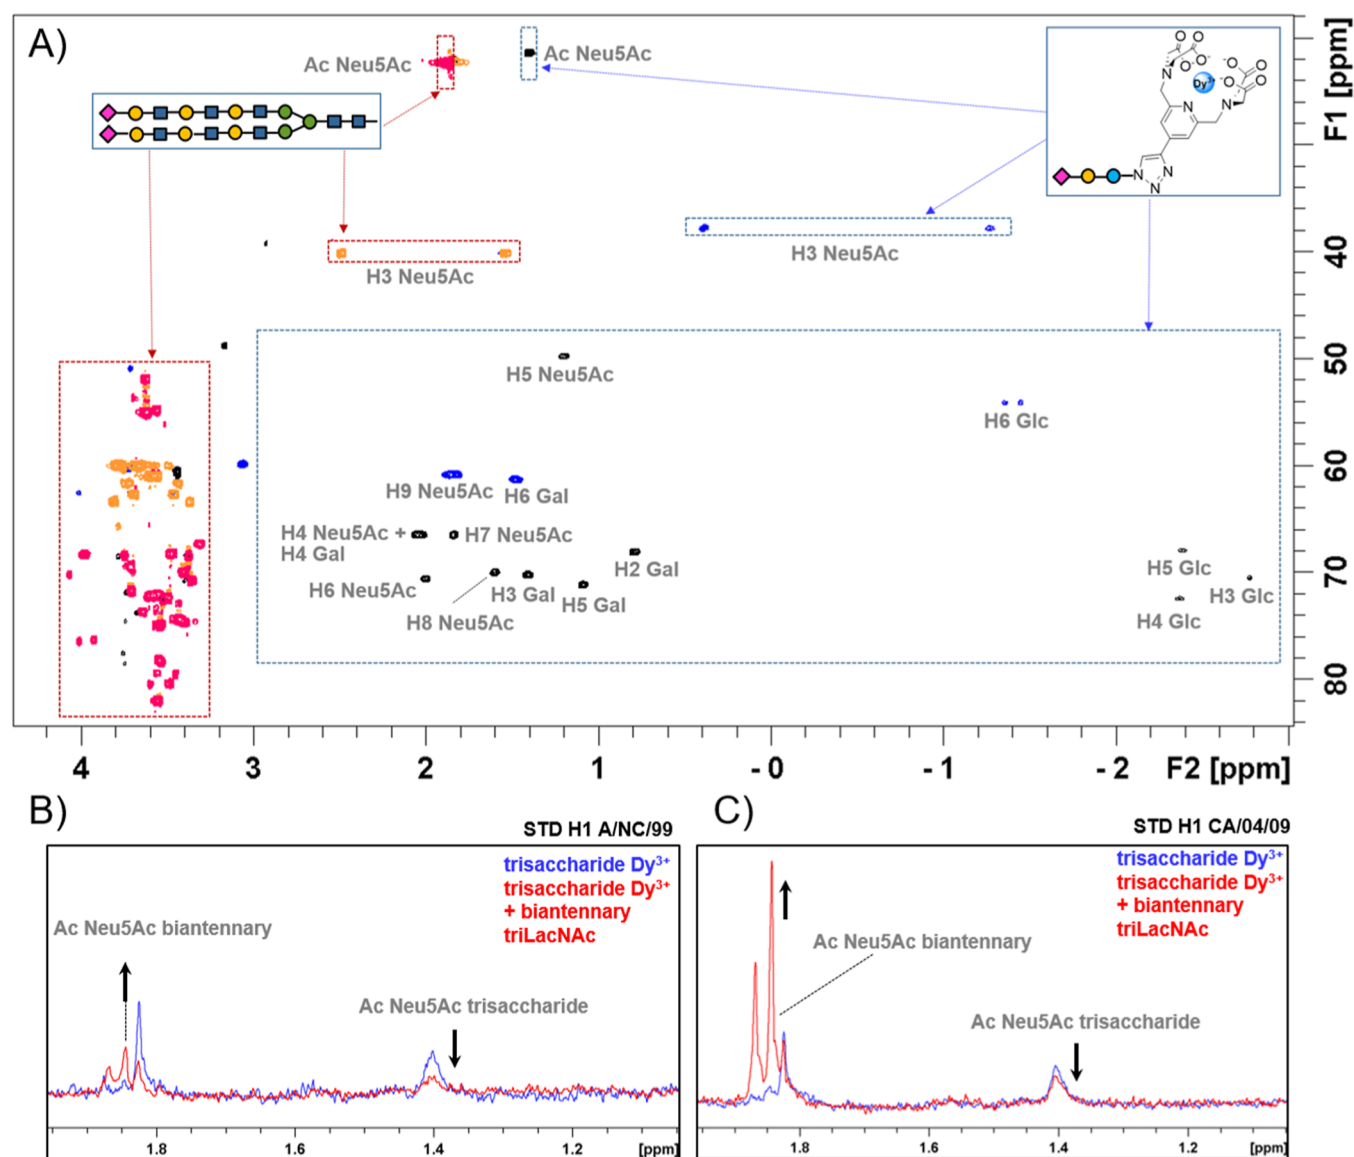 A)
Ac Neu5Ac
Ac Neu5Ac
O
O
O-
O-
-O
O
-O
O
N
Dy3+
N
N
N
N
N
H3 Neu5Ac
H3 Neu5Ac
H5 Neu5Ac
H6 Glc
H9 Neu5Ac
H6 Gal
H4 Neu5Ac +
H4 Gal
H7 Neu5Ac
H2 Gal
H5 Glc
H6 Neu5Ac
H3 Gal
H5 Gal
H3 Glc
H8 Neu5Ac
H4 Glc
F1 [ppm]
40
50
60
70
80
4 3 2 1 - 0 - 1 - 2 F2 [ppm]
B)
STD H1 A/NC/99
trisaccharide Dy3+
trisaccharide Dy3+
+ biantennary
triLacNAc
Ac Neu5Ac biantennary
Ac Neu5Ac trisaccharide
1.8 1.6 1.4 1.2 [ppm]
C)
STD H1 CA/04/09
trisaccharide Dy3+
trisaccharide Dy3+
+ biantennary
triLacNAc
Ac Neu5Ac biantennary
Ac Neu5Ac trisaccharide
1.8 1.6 1.4 1.2 [ppm]